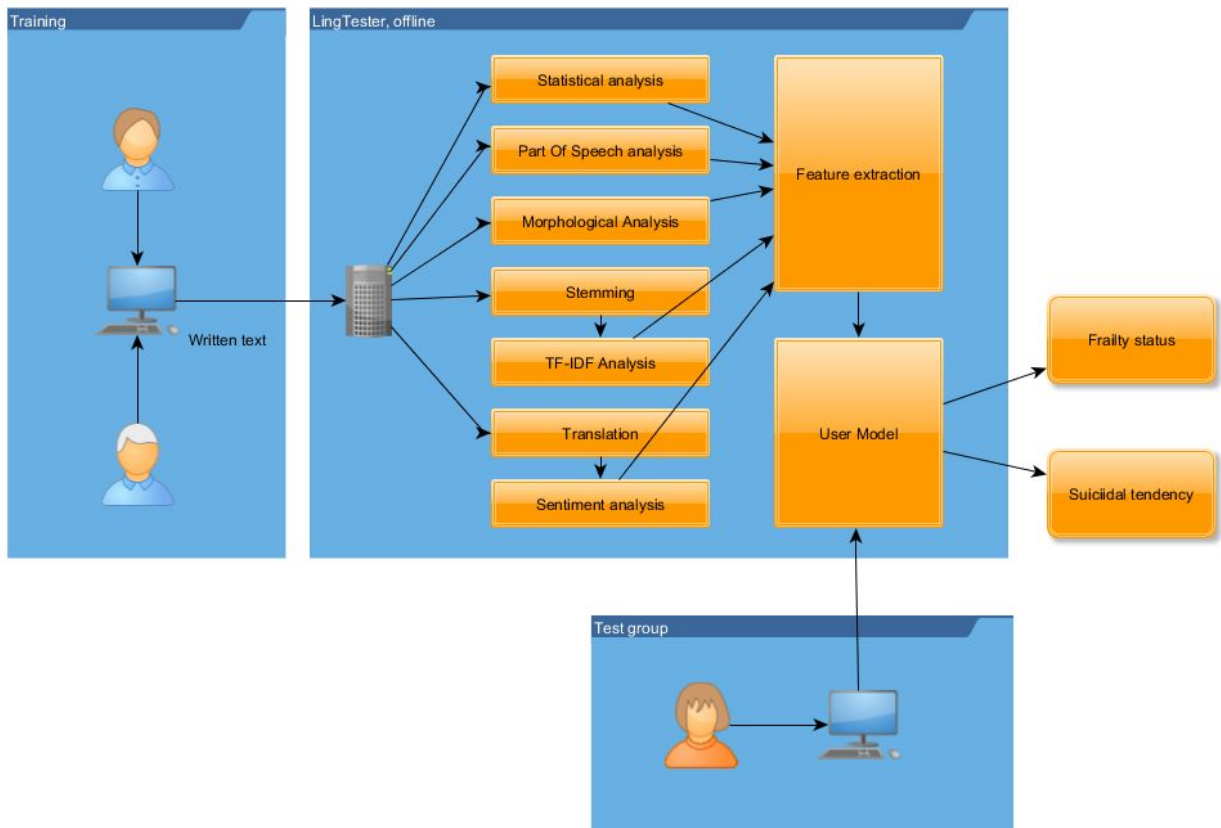 Training
LingTester, offline
Statistical analysis
Part Of Speech analysis
Feature extraction
Morphological Analysis
Stemming
Written text
TF-IDF Analysis
Frailty status
Translation
User Model
Sentiment analysis
Suiciidal tendency
Test group